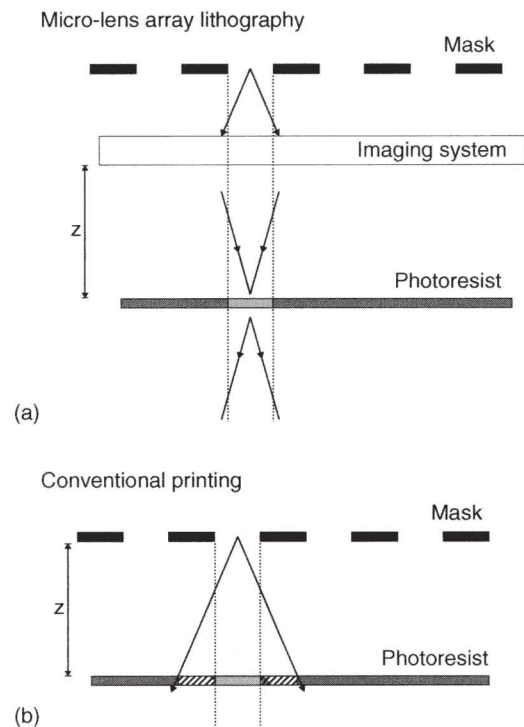 Micro-lens array lithography
Mask
Imaging system
z
Photoresist
(a)
Conventional printing
Mask
z
Photoresist
(b)